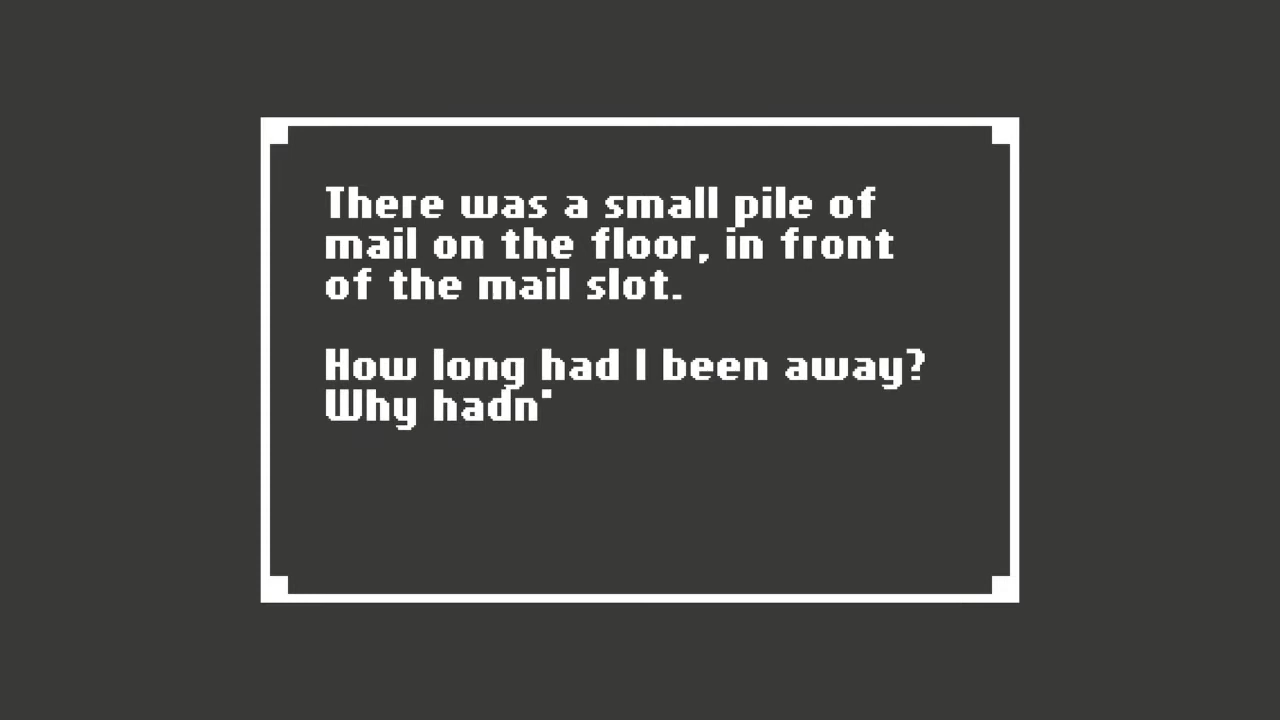 There was a small pile of
mail on the floor, in front
of the mail slot.
How long had I been away?
Why hadn'